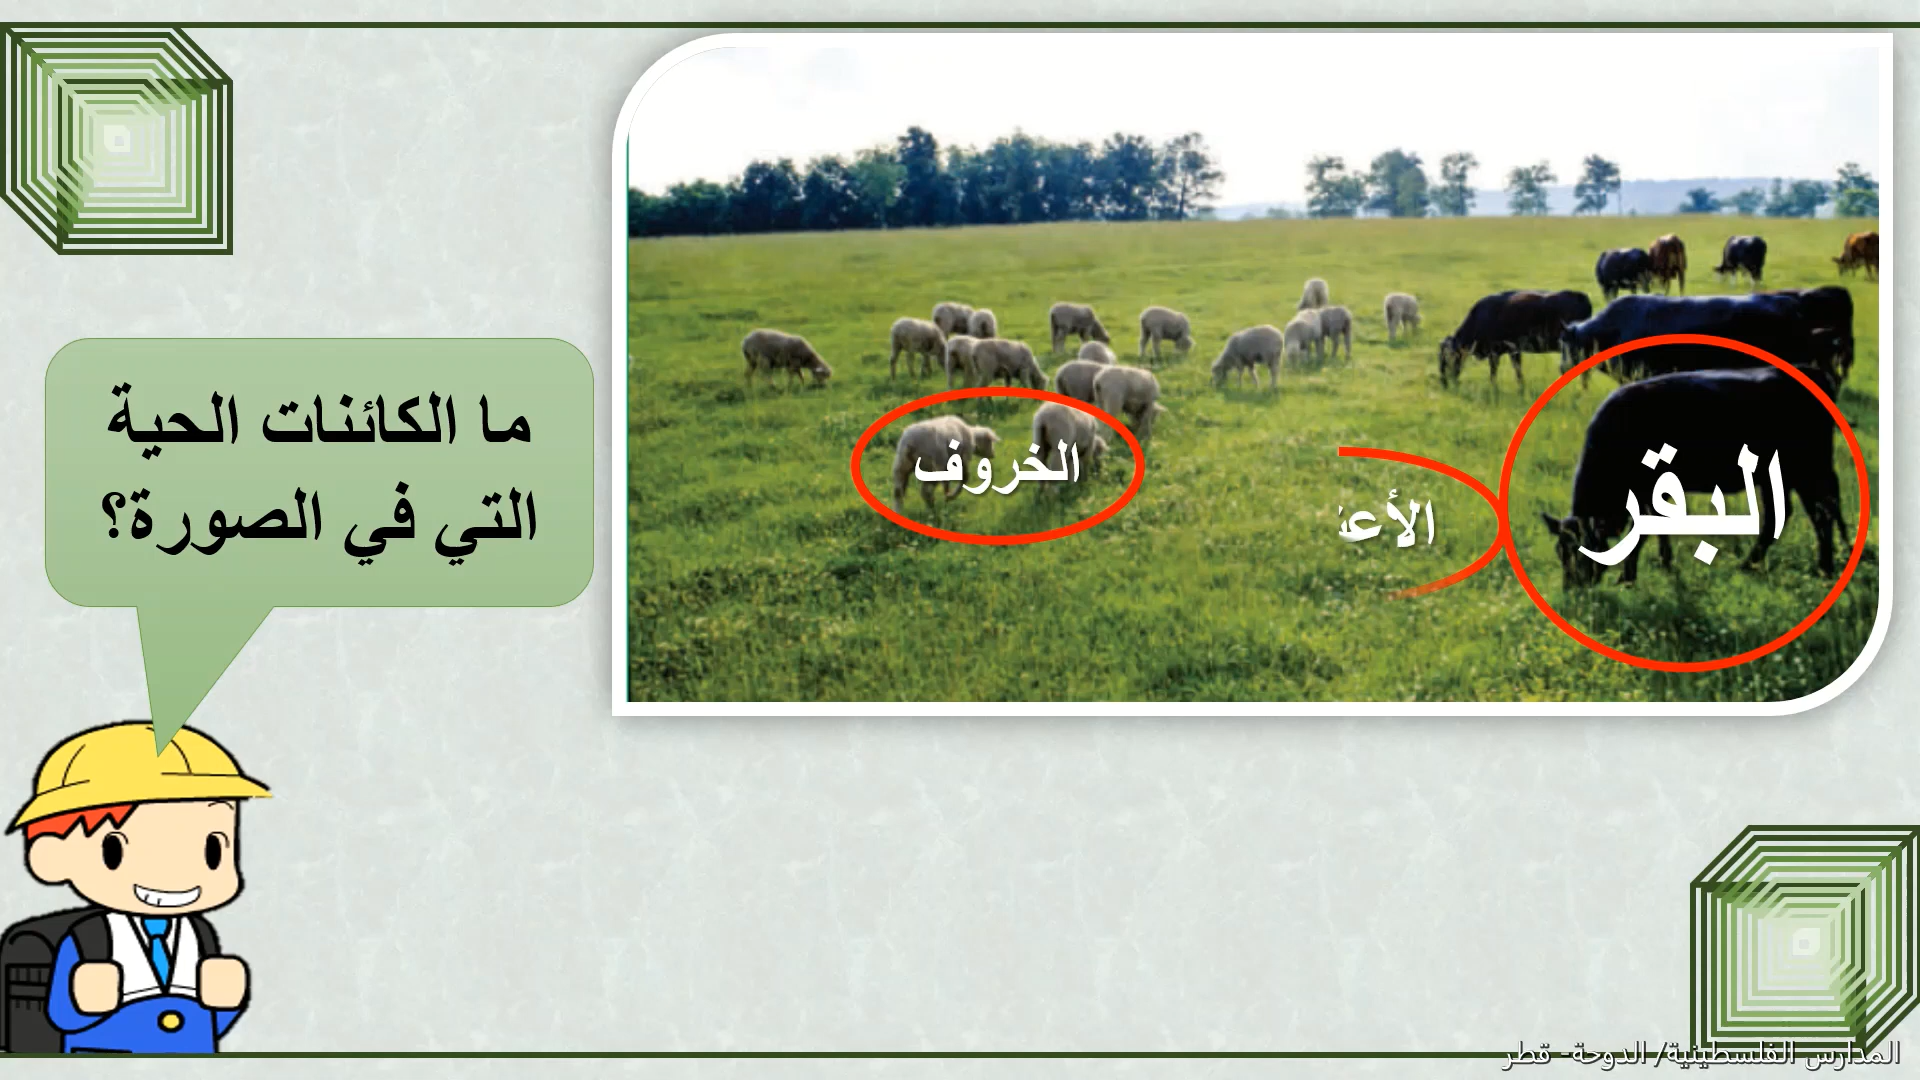 ما الكائنات الحية
التي في الصورة؟
البقر
الخروف
المدارس الفلسطينية/ الدوحة- قطر